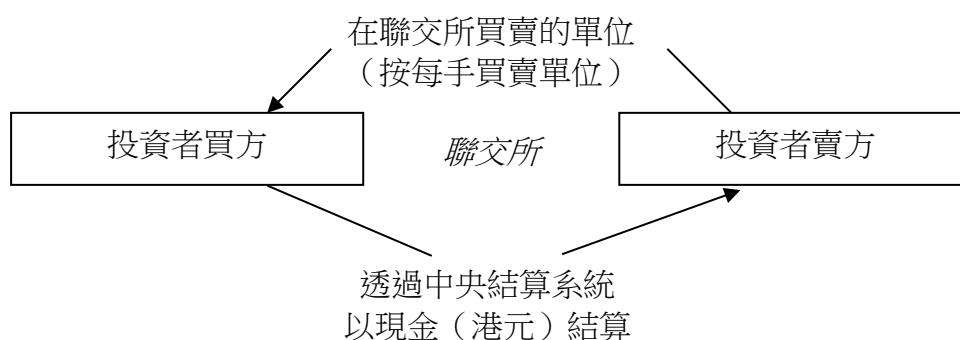 在聯交所買賣的單位
（按每手買賣單位）
投資者買方
聯交所
投資者賣方
透過中央結算系統
以現金（港元）結算